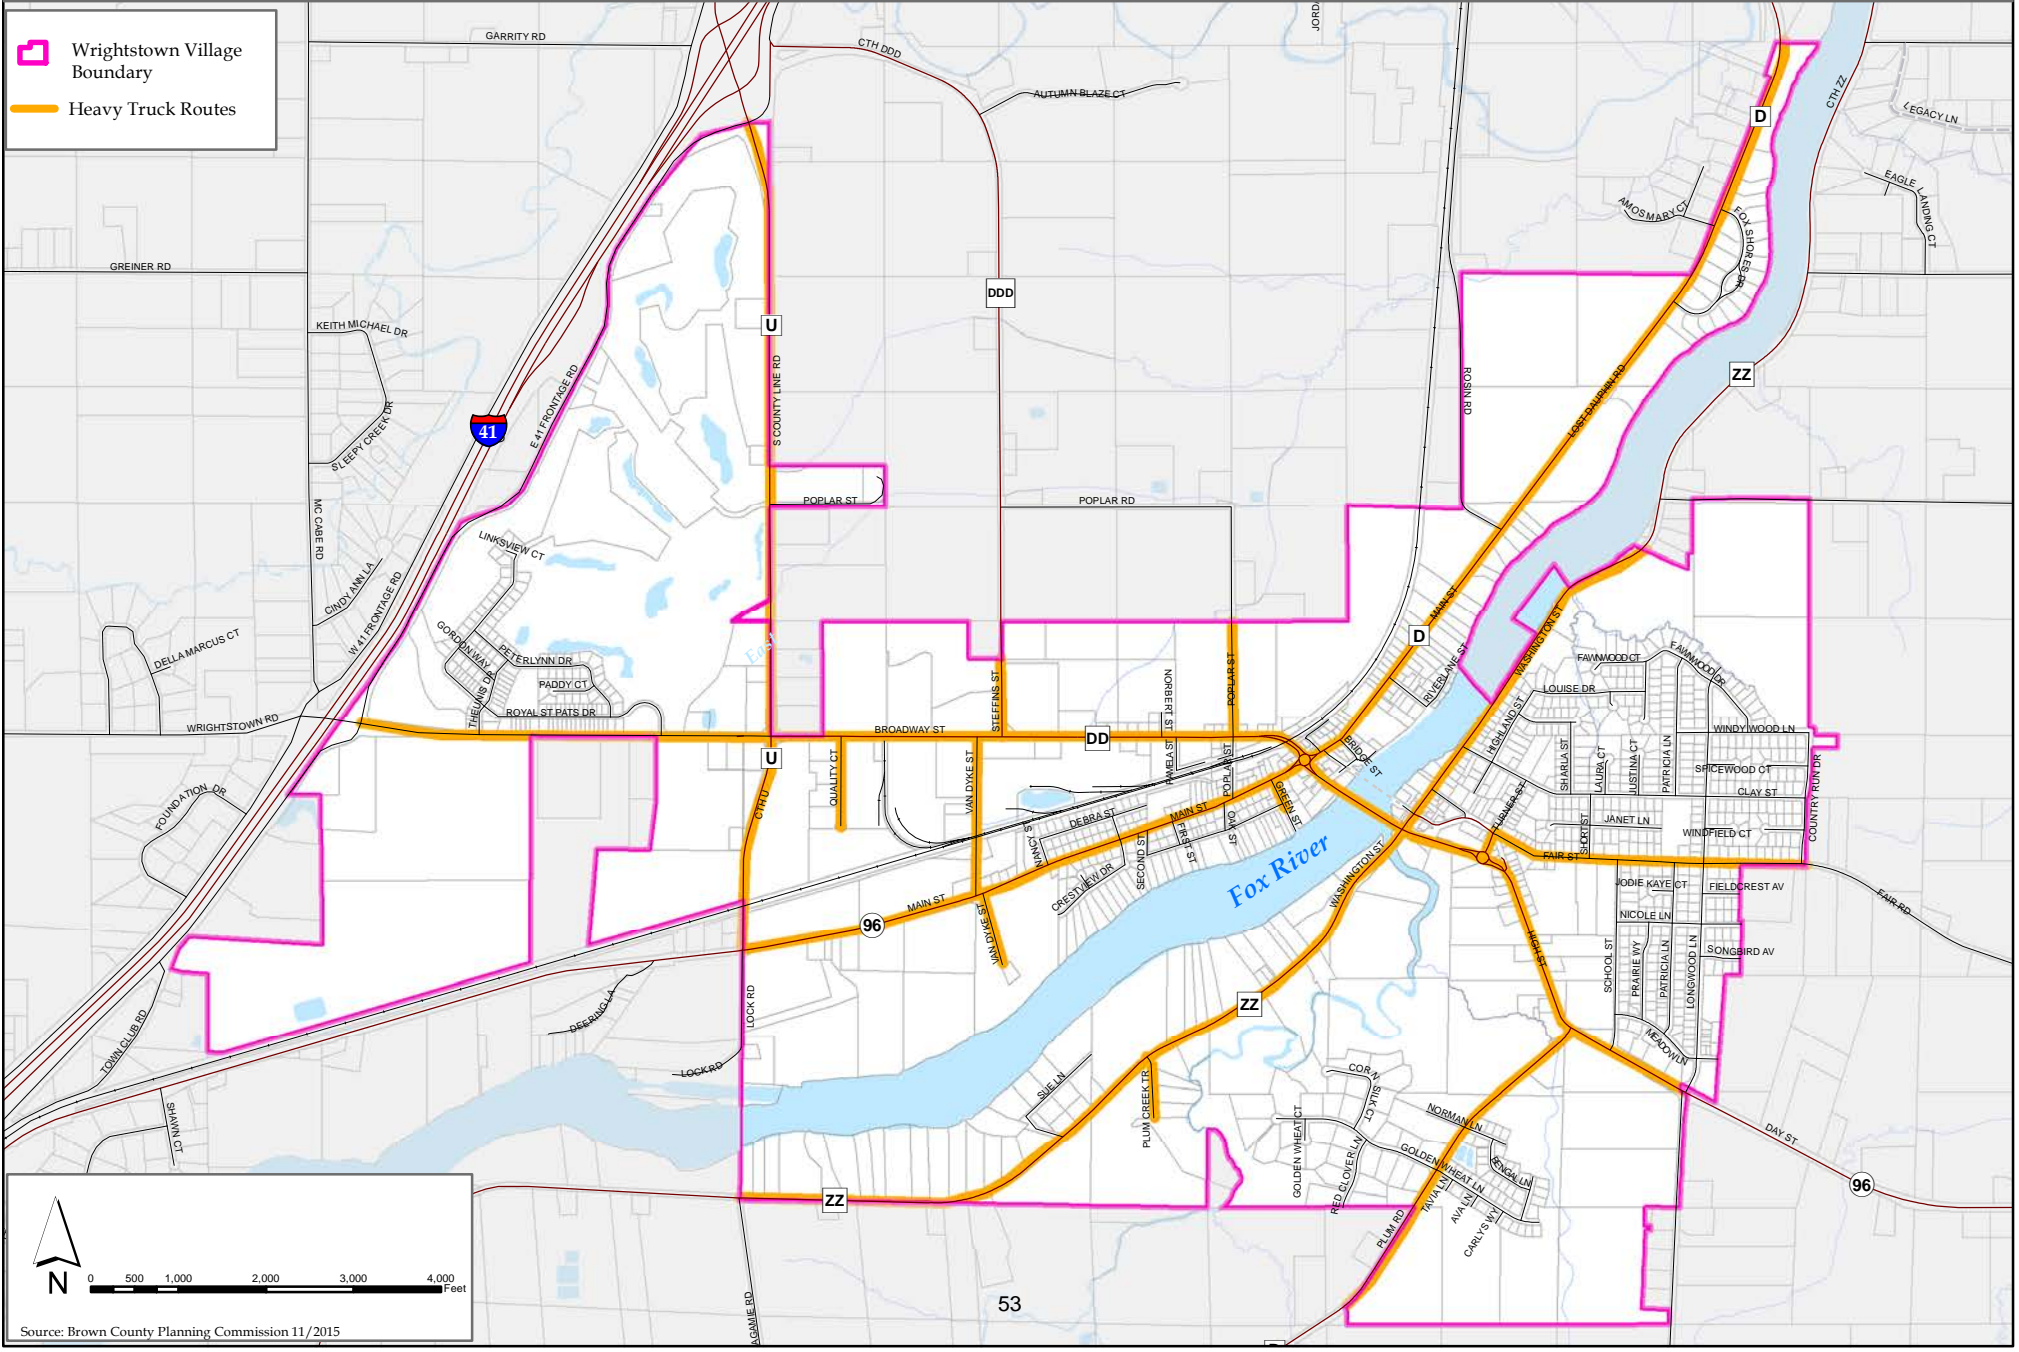 Wrightstown Village
Boundary
Heavy Truck Routes
GARRITY RD
CTH DDD
AUTUMN BLAZE CT
JORD
D
CTH ZZ
LEGACY LN
EAGLE LANDING CT
AMOS MARY CT
FOX SHORES DR
GREINER RD
DDD
KEITH MICHAEL DR
U
S COUNTY LINE RD
ROSIN RD
ZZ
LOST DAUPHIN RD
SLEEPY CREEK DR
41
E 41 FRONTAGE RD
MC CABE RD
POPLAR ST
POPLAR RD
LINKSVIEW CT
CINDY ANN LA
W 41 FRONTAGE RD
DELLA MARCUS CT
GORDON WAY
PETERLYNN DR
PADDY CT
THEUNIS DR
ROYAL ST PATS DR
East
WRIGHTSTOWN RD
BROADWAY ST
STEFFINS ST
DD
NORBERT ST
PAMELA ST
POPLAR ST
POPLAR ST
MAIN ST
D
RIVERLANE ST
WASHINGTON ST
FAWNWOOD CT
FAWNWOOD DR
LOUISE DR
HIGHLAND ST
WINDY WOOD LN
SHARLA ST
LAURA CT
JUSTINA CT
PATRICIA LN
SPICEWOOD CT
CLAY ST
COUNTRY RUN DR
JANET LN
WINDFIELD CT
TURNER ST
SHORT ST
FAIR ST
FAIR RD
BRIDGE ST
U
CTH U
QUALITY CT
VAN DYKE ST
FOUNDATION DR
DEBRA ST
MAIN ST
GREEN ST
NANCY ST
FIRST ST
OAK ST
SECOND ST
CRESTVIEW DR
Fox River
WASHINGTON ST
JODIE KAYE CT
FIELDCREST AV
NICOLE LN
SONGBIRD AV
SCHOOL ST
PRAIRIE WY
PATRICIA LN
LONGWOOD LN
MEADOW LN
HIGH ST
MAIN ST
96
VAN DYKE ST
LOCK RD
LOCK RD
DEERING LA
TOWN CLUB RD
SHAWN CT
ZZ
SUE LN
PLUM CREEK TR
CORN SILK CT
GOLDEN WHEAT CT
RED CLOVER LN
NORMAN LN
GOLDEN WHEAT LN
BENGAL LN
TAVIA LN
AVA LN
CARLYS WY
PLUM RD
DAY ST
96
ZZ
N
0 500 1,000 2,000 3,000 4,000
Feet
Source: Brown County Planning Commission 11/2015
AGAMIE RD
53